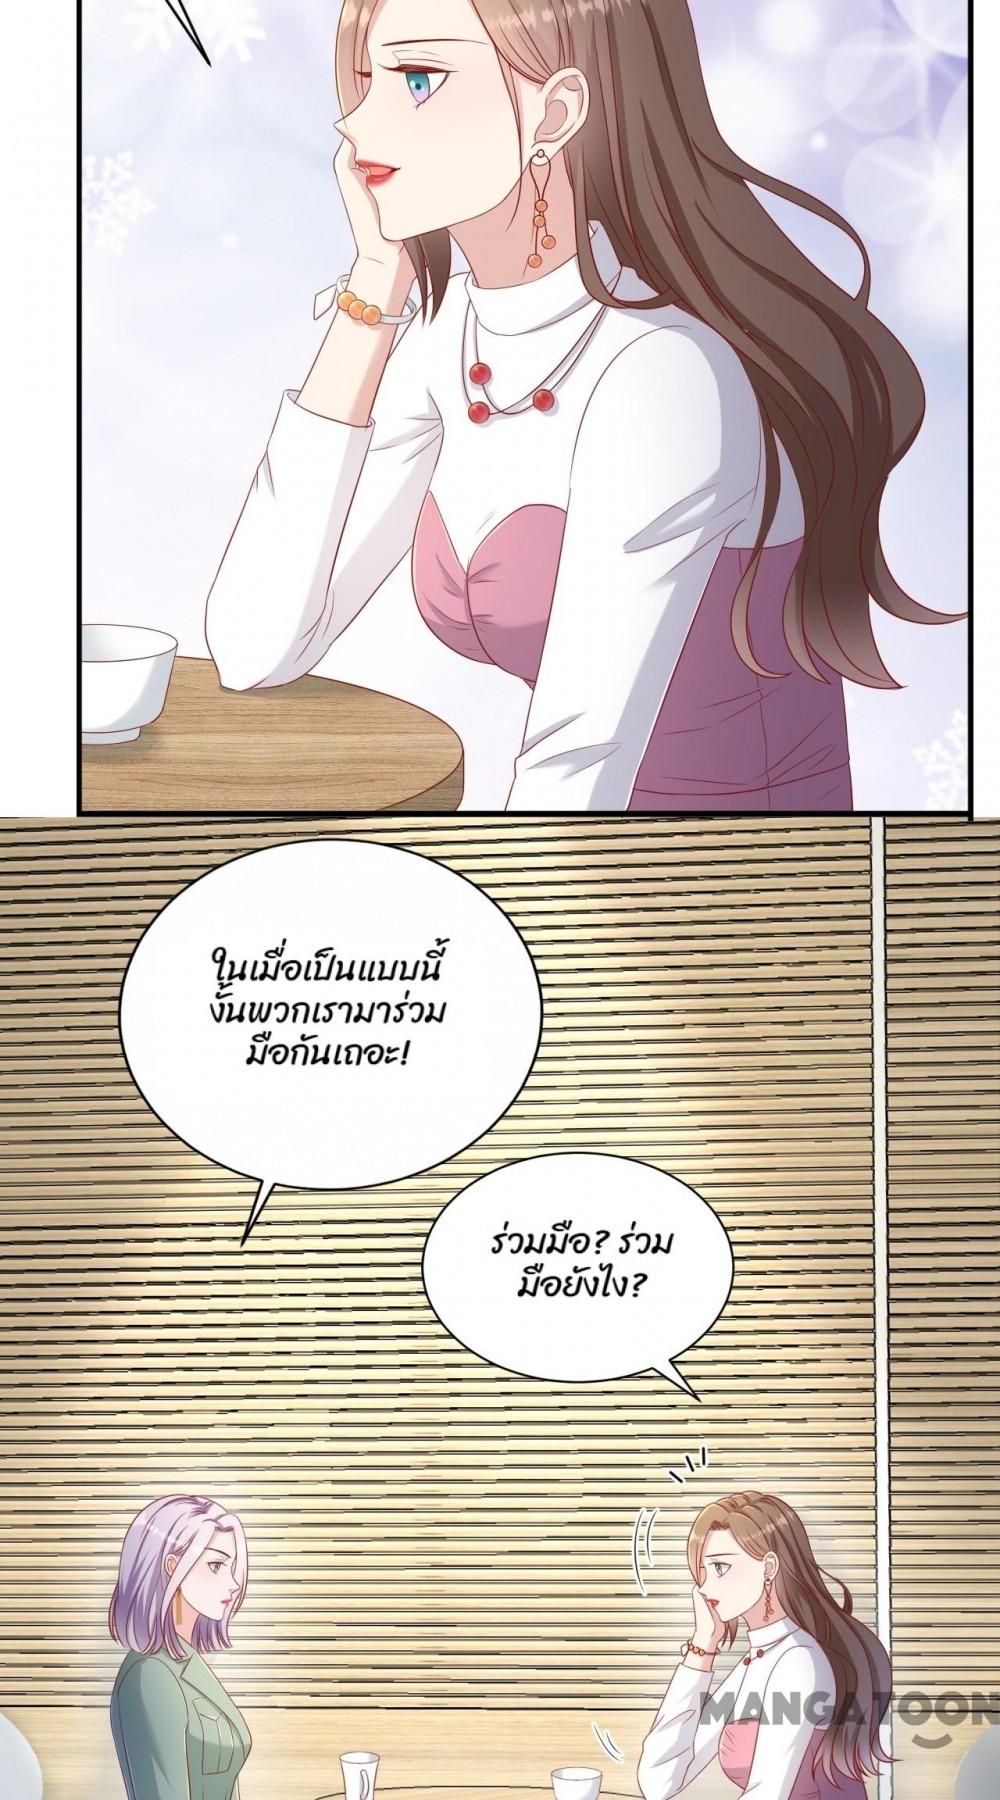 ในเมื่อเป็นแบบนี้
งั้นพวกเรามาร่วม
มือกันเถอะ!
ร่วมมือ? ร่วม
มือยังไง?
MANGATOON